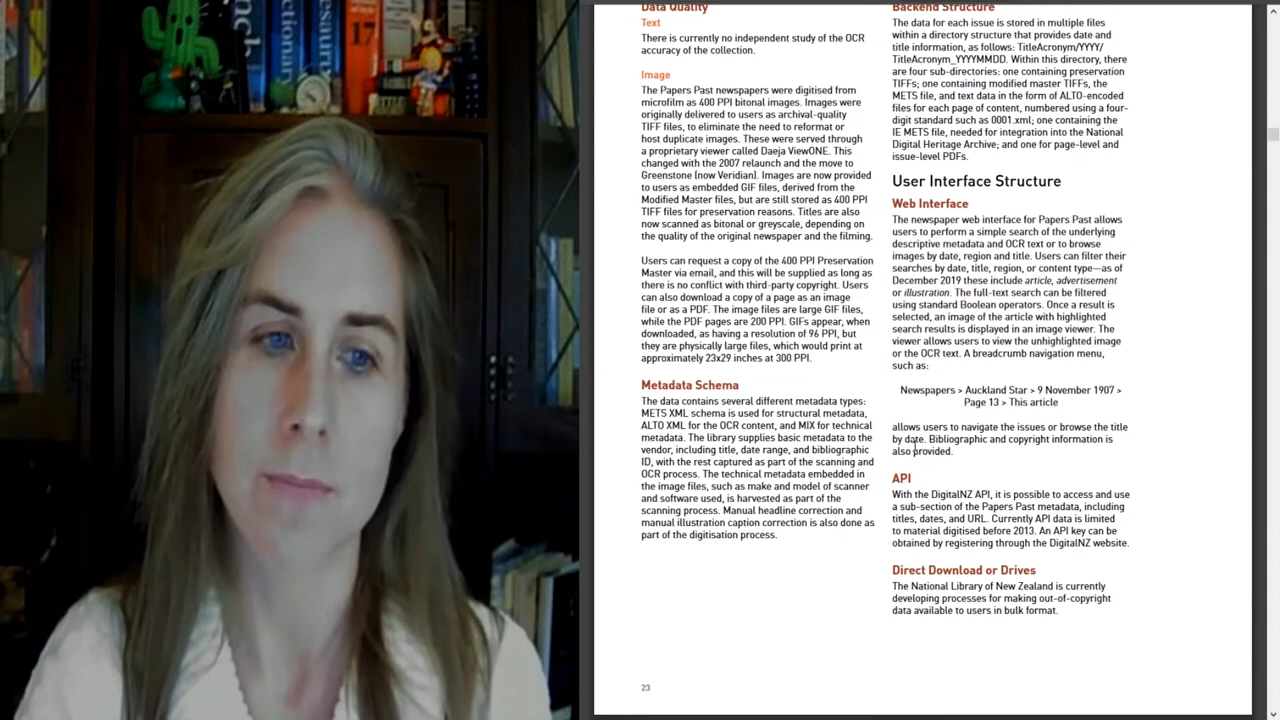 esaurus
17
ctionary
inc
Data Quality
Text
There is currently no independent study of the OCR
accuracy of the collection.
Image
The Papers Past newspapers were digitised from
microfilm as 400 PPI bitonal images. Images were
originally delivered to users as archival-quality
TIFF files, to eliminate the need to reformat or
host duplicate images. These were served through
a proprietary viewer called Daeja ViewONE. This
changed with the 2007 relaunch and the move to
Greenstone (now Veridian). Images are now provided
to users as embedded GIF files, derived from the
Modified Master files, but are still stored as 400 PPI
TIFF files for preservation reasons. Titles are also
now scanned as bitonal or greyscale, depending on
the quality of the original newspaper and the filming.
Users can request a copy of the 400 PPI Preservation
Master via email, and this will be supplied as long as
there is no conflict with third-party copyright. Users
can also download a copy of a page as an image
file or as a PDF. The image files are large GIF files,
while the PDF pages are 200 PPI. GIFs appear, when
downloaded, as having a resolution of 96 PPI, but
they are physically large files, which would print at
approximately 23x29 inches at 300 PPI.
Metadata Schema
The data contains several different metadata types:
METS XML schema is used for structural metadata,
ALTO XML for the OCR content, and MIX for technical
metadata. The library supplies basic metadata to the
vendor, including title, date range, and bibliographic
ID, with the rest captured as part of the scanning and
OCR process. The technical metadata embedded in
the image files, such as make and model of scanner
and software used, is harvested as part of the
scanning process. Manual headline correction and
manual illustration caption correction is also done as
part of the digitisation process.
Backend Structure
The data for each issue is stored in multiple files
within a directory structure that provides date and
title information, as follows: TitleAcronym/YYYY/
TitleAcronym_YYYYMMDD. Within this directory, there
are four sub-directories: one containing preservation
TIFFs; one containing modified master TIFFs, the
METS file, and text data in the form of ALTO-encoded
files for each page of content, numbered using a four-
digit standard such as 0001.xml; one containing the
IE METS file, needed for integration into the National
Digital Heritage Archive; and one for page-level and
issue-level PDFs.
User Interface Structure
Web Interface
The newspaper web interface for Papers Past allows
users to perform a simple search of the underlying
descriptive metadata and OCR text or to browse
images by date, region and title. Users can filter their
searches by date, title, region, or content type—as of
December 2019 these include article, advertisement
or illustration. The full-text search can be filtered
using standard Boolean operators. Once a result is
selected, an image of the article with highlighted
search results is displayed in an image viewer. The
viewer allows users to view the unhighlighted image
or the OCR text. A breadcrumb navigation menu,
such as:
Newspapers > Auckland Star > 9 November 1907 >
Page 13 > This article
allows users to navigate the issues or browse the title
by date. Bibliographic and copyright information is
also provided.
API
With the DigitalNZ API, it is possible to access and use
a sub-section of the Papers Past metadata, including
titles, dates, and URL. Currently API data is limited
to material digitised before 2013. An API key can be
obtained by registering through the DigitalNZ website.
Direct Download or Drives
The National Library of New Zealand is currently
developing processes for making out-of-copyright
data available to users in bulk format.
23